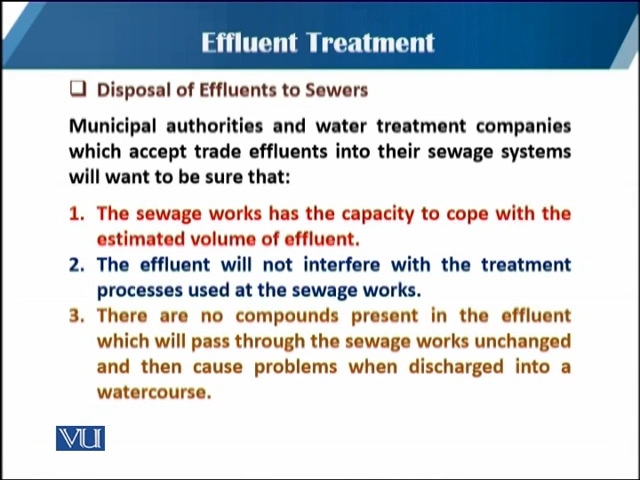 Effluent Treatment
❑ Disposal of Effluents to Sewers
Municipal authorities and water treatment companies
which accept trade effluents into their sewage systems
will want to be sure that:
1. The sewage works has the capacity to cope with the
estimated volume of effluent.
2. The effluent will not interfere with the treatment
processes used at the sewage works.
3. There are no compounds present in the effluent
which will pass through the sewage works unchanged
and then cause problems when discharged into a
watercourse.
VU